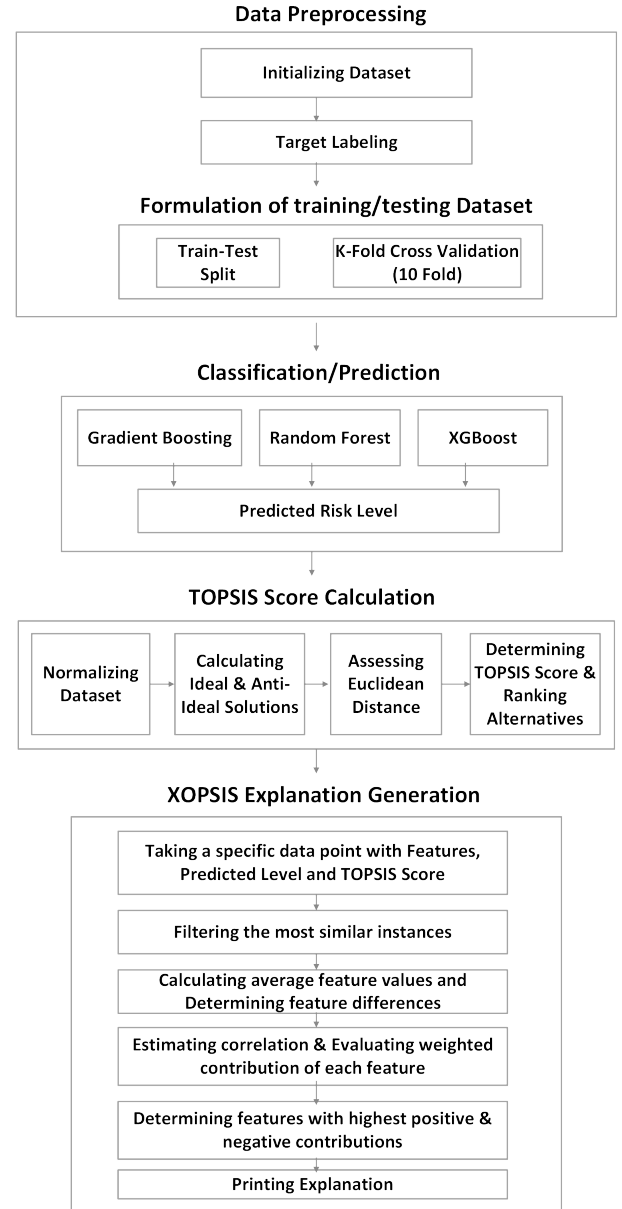 Data Preprocessing
Initializing Dataset
Target Labeling
Formulation of training/testing Dataset
Train-Test
Split
K-Fold Cross Validation
(10 Fold)
Classification/Prediction
Gradient Boosting
Random Forest
XGBoost
Predicted Risk Level
TOPSIS Score Calculation
Normalizing
Dataset
Calculating
Ideal & Anti-
Ideal Solutions
Assessing
Euclidean
Distance
Determining
TOPSIS Score &
Ranking
Alternatives
XOPSIS Explanation Generation
Taking a specific data point with Features,
Predicted Level and TOPSIS Score
Filtering the most similar instances
Calculating average feature values and
Determining feature differences
Estimating correlation & Evaluating weighted
contribution of each feature
Determining features with highest positive &
negative contributions
Printing Explanation